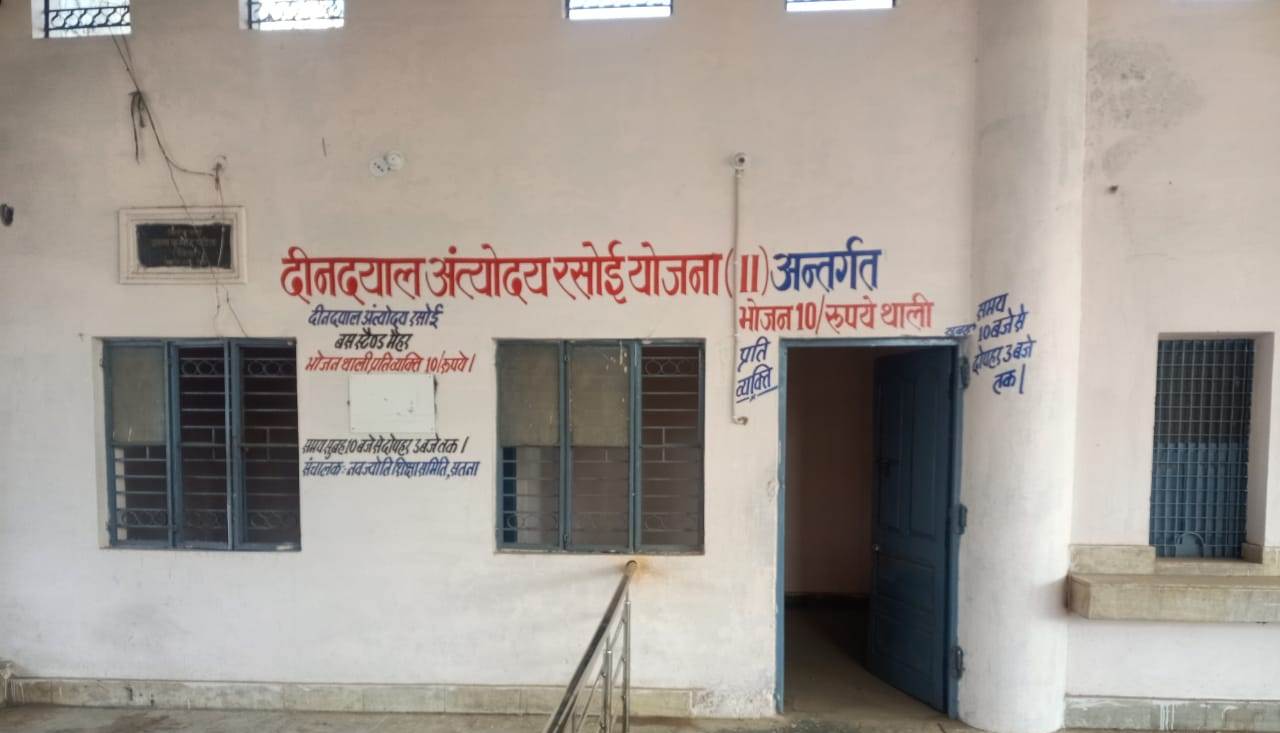 दीनदयाल अंत्योदय रसोई योजना (II) अन्तर्गत
भोजन 10/रुपये थाली
प्रति
व्यक्ति
समय
सुबह 10 बजे से
दोपहर 3 बजे
तक।
दीनदयाल अंत्योदय रसोई
बस स्टैण्ड मैहर
भोजन थाली, प्रति व्यक्ति 10/रुपये।
समय सुबह 10 बजे से दोपहर 3 बजे तक।
संचालक:- नवज्योति शिक्षा समिति, सतना